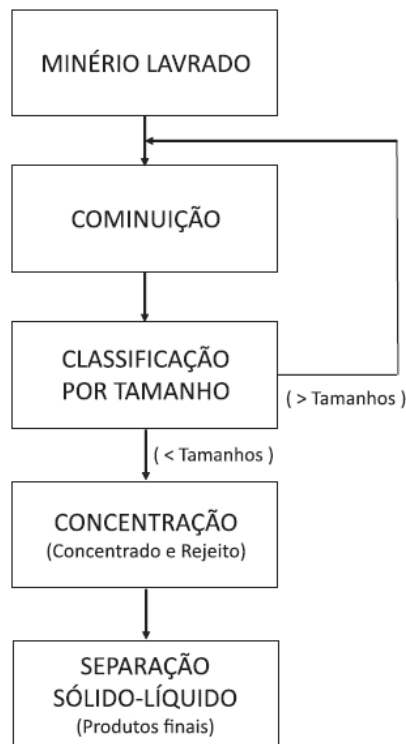 MINÉRIO LAVRADO
COMINUIÇÃO
CLASSIFICAÇÃO
POR TAMANHO
( > Tamanhos )
( < Tamanhos )
CONCENTRAÇÃO
(Concentrado e Rejeito)
SEPARAÇÃO
SÓLIDO-LÍQUIDO
(Produtos finais)